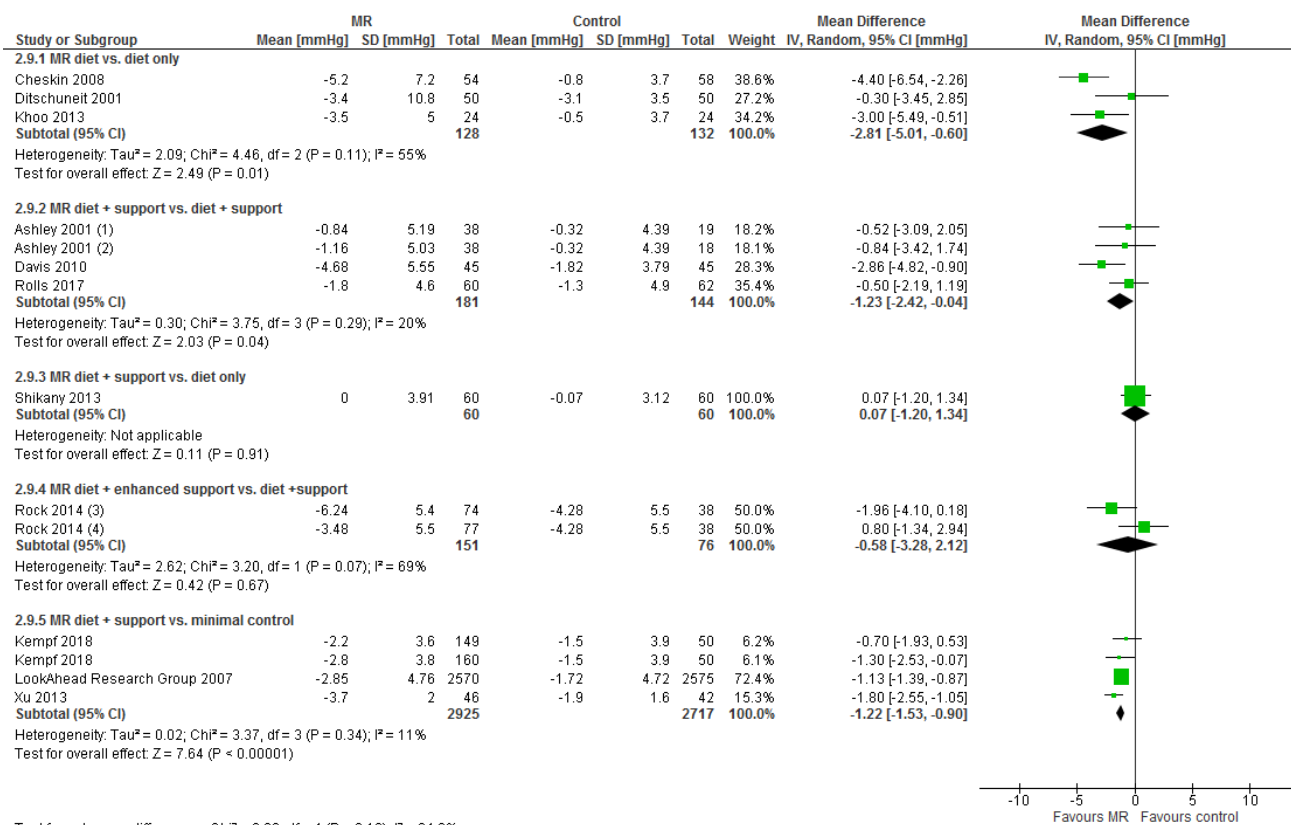 MR Control Mean Difference Mean Difference
Study or Subgroup Mean [mmHg] SD [mmHg] Total Mean [mmHg] SD [mmHg] Total Weight IV, Random, 95% CI [mmHg] IV, Random, 95% CI [mmHg]
2.9.1 MR diet vs. diet only
Cheskin 2008 -5.2 7.2 54 -0.8 3.7 58 38.6% -4.40 [-6.54, -2.26]
Ditschuneit 2001 -3.4 10.8 50 -3.1 3.5 50 27.2% -0.30 [-3.45, 2.85]
Khoo 2013 -3.5 5 24 -0.5 3.7 24 34.2% -3.00 [-5.49, -0.51]
Subtotal (95% CI) 128 132 100.0% -2.81 [-5.01, -0.60]
Heterogeneity: Tau² = 2.09; Chi² = 4.46, df = 2 (P = 0.11); I² = 55%
Test for overall effect: Z = 2.49 (P = 0.01)
2.9.2 MR diet + support vs. diet + support
Ashley 2001 (1) -0.84 5.19 38 -0.32 4.39 19 18.2% -0.52 [-3.09, 2.05]
Ashley 2001 (2) -1.16 5.03 38 -0.32 4.39 18 18.1% -0.84 [-3.42, 1.74]
Davis 2010 -4.68 5.55 45 -1.82 3.79 45 28.3% -2.86 [-4.82, -0.90]
Rolls 2017 -1.8 4.6 60 -1.3 4.9 62 35.4% -0.50 [-2.19, 1.19]
Subtotal (95% CI) 181 144 100.0% -1.23 [-2.42, -0.04]
Heterogeneity: Tau² = 0.30; Chi² = 3.75, df = 3 (P = 0.29); I² = 20%
Test for overall effect: Z = 2.03 (P = 0.04)
2.9.3 MR diet + support vs. diet only
Shikany 2013 0 3.91 60 -0.07 3.12 60 100.0% 0.07 [-1.20, 1.34]
Subtotal (95% CI) 60 60 100.0% 0.07 [-1.20, 1.34]
Heterogeneity: Not applicable
Test for overall effect: Z = 0.11 (P = 0.91)
2.9.4 MR diet + enhanced support vs. diet +support
Rock 2014 (3) -6.24 5.4 74 -4.28 5.5 38 50.0% -1.96 [-4.10, 0.18]
Rock 2014 (4) -3.48 5.5 77 -4.28 5.5 38 50.0% 0.80 [-1.34, 2.94]
Subtotal (95% CI) 151 76 100.0% -0.58 [-3.28, 2.12]
Heterogeneity: Tau² = 2.62; Chi² = 3.20, df = 1 (P = 0.07); I² = 69%
Test for overall effect: Z = 0.42 (P = 0.67)
2.9.5 MR diet + support vs. minimal control
Kempf 2018 -2.2 3.6 149 -1.5 3.9 50 6.2% -0.70 [-1.93, 0.53]
Kempf 2018 -2.8 3.8 160 -1.5 3.9 50 6.1% -1.30 [-2.53, -0.07]
LookAhead Research Group 2007 -2.85 4.76 2570 -1.72 4.72 2575 72.4% -1.13 [-1.39, -0.87]
Xu 2013 -3.7 2 46 -1.9 1.6 42 15.3% -1.80 [-2.55, -1.05]
Subtotal (95% CI) 2925 2717 100.0% -1.22 [-1.53, -0.90]
Heterogeneity: Tau² = 0.02; Chi² = 3.37, df = 3 (P = 0.34); I² = 11%
Test for overall effect: Z = 7.64 (P < 0.00001)
-10 -5 0 5 10
Favours MR Favours control